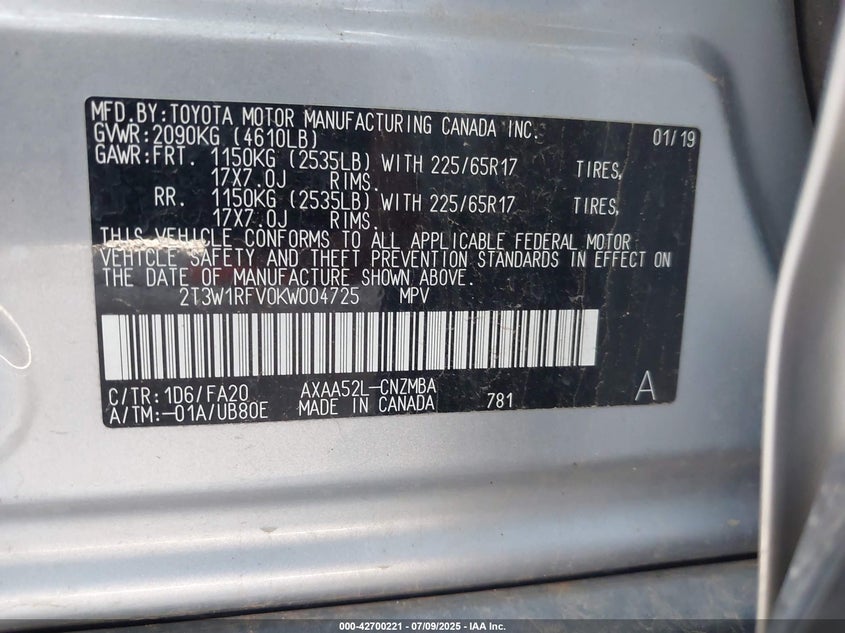 MFD.BY:TOYOTA MOTOR MANUFACTURING CANADA INC. 01/19
GVWR:2090KG (4610LB)
GAWR:FRT. 1150KG (2535LB) WITH 225/65R17 TIRES,
17X7.0J RIMS.
RR. 1150KG (2535LB) WITH 225/65R17 TIRES,
17X7.0J RIMS.
THIS VEHICLE CONFORMS TO ALL APPLICABLE FEDERAL MOTOR
VEHICLE SAFETY AND THEFT PREVENTION STANDARDS IN EFFECT ON
THE DATE OF MANUFACTURE SHOWN ABOVE.
2T3W1RFV0KW004725 MPV
C/TR:1D6/FA20 AXAA52L-CNZMBA A
A/TM:-01A/UB80E MADE IN CANADA 781
000-42700221 | 07/09/2025 - IAA Inc.